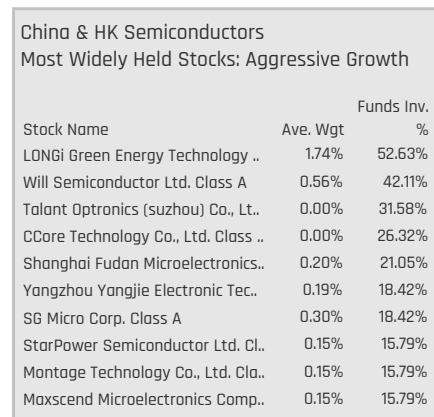 China & HK Semiconductors
Most Widely Held Stocks: Aggressive Growth
Funds Inv.
Stock Name Ave. Wgt %
LONGi Green Energy Technology .. 1.74% 52.63%
Will Semiconductor Ltd. Class A 0.56% 42.11%
Talant Optronics (suzhou) Co., Lt.. 0.00% 31.58%
CCore Technology Co., Ltd. Class .. 0.00% 26.32%
Shanghai Fudan Microelectronics.. 0.20% 21.05%
Yangzhou Yangjie Electronic Tec.. 0.19% 18.42%
SG Micro Corp. Class A 0.30% 18.42%
StarPower Semiconductor Ltd. Cl.. 0.15% 15.79%
Montage Technology Co., Ltd. Cla.. 0.15% 15.79%
Maxscend Microelectronics Comp.. 0.15% 15.79%